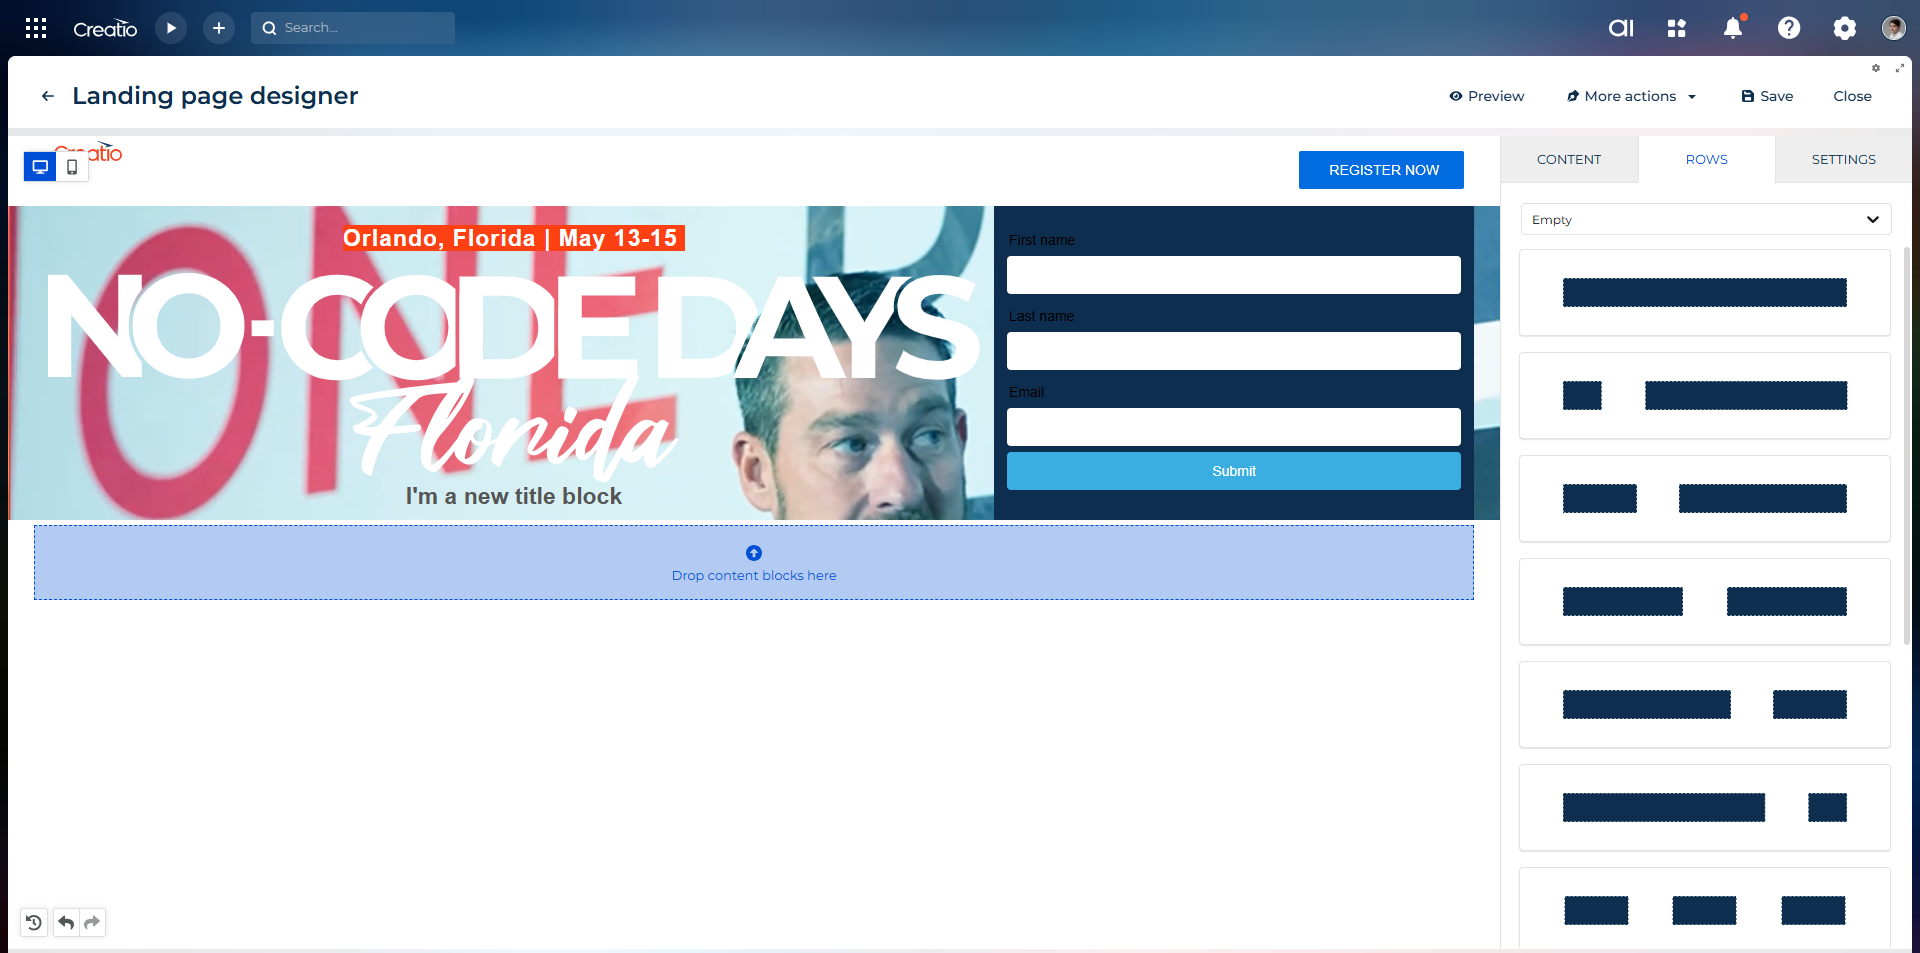 Creatio
Search...
aI
Landing page designer
Preview
More actions
Save
Close
Creatio
REGISTER NOW
CONTENT
ROWS
SETTINGS
Empty
Orlando, Florida | May 13-15
NO-CODE DAYS
Florida
I'm a new title block
First name
Last name
Email
Submit
Drop content blocks here